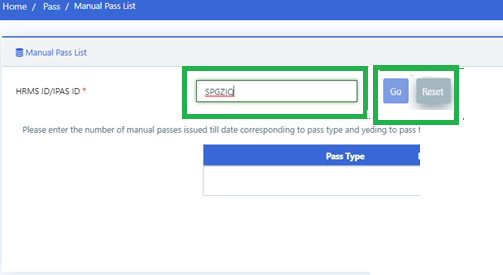 Home / Pass / Manual Pass List
Manual Pass List
HRMS ID/IPAS ID *
SPGZIQ
Go
Reset
Please enter the number of manual passes issued till date corresponding to pass type and yeding to pass
Pass Type